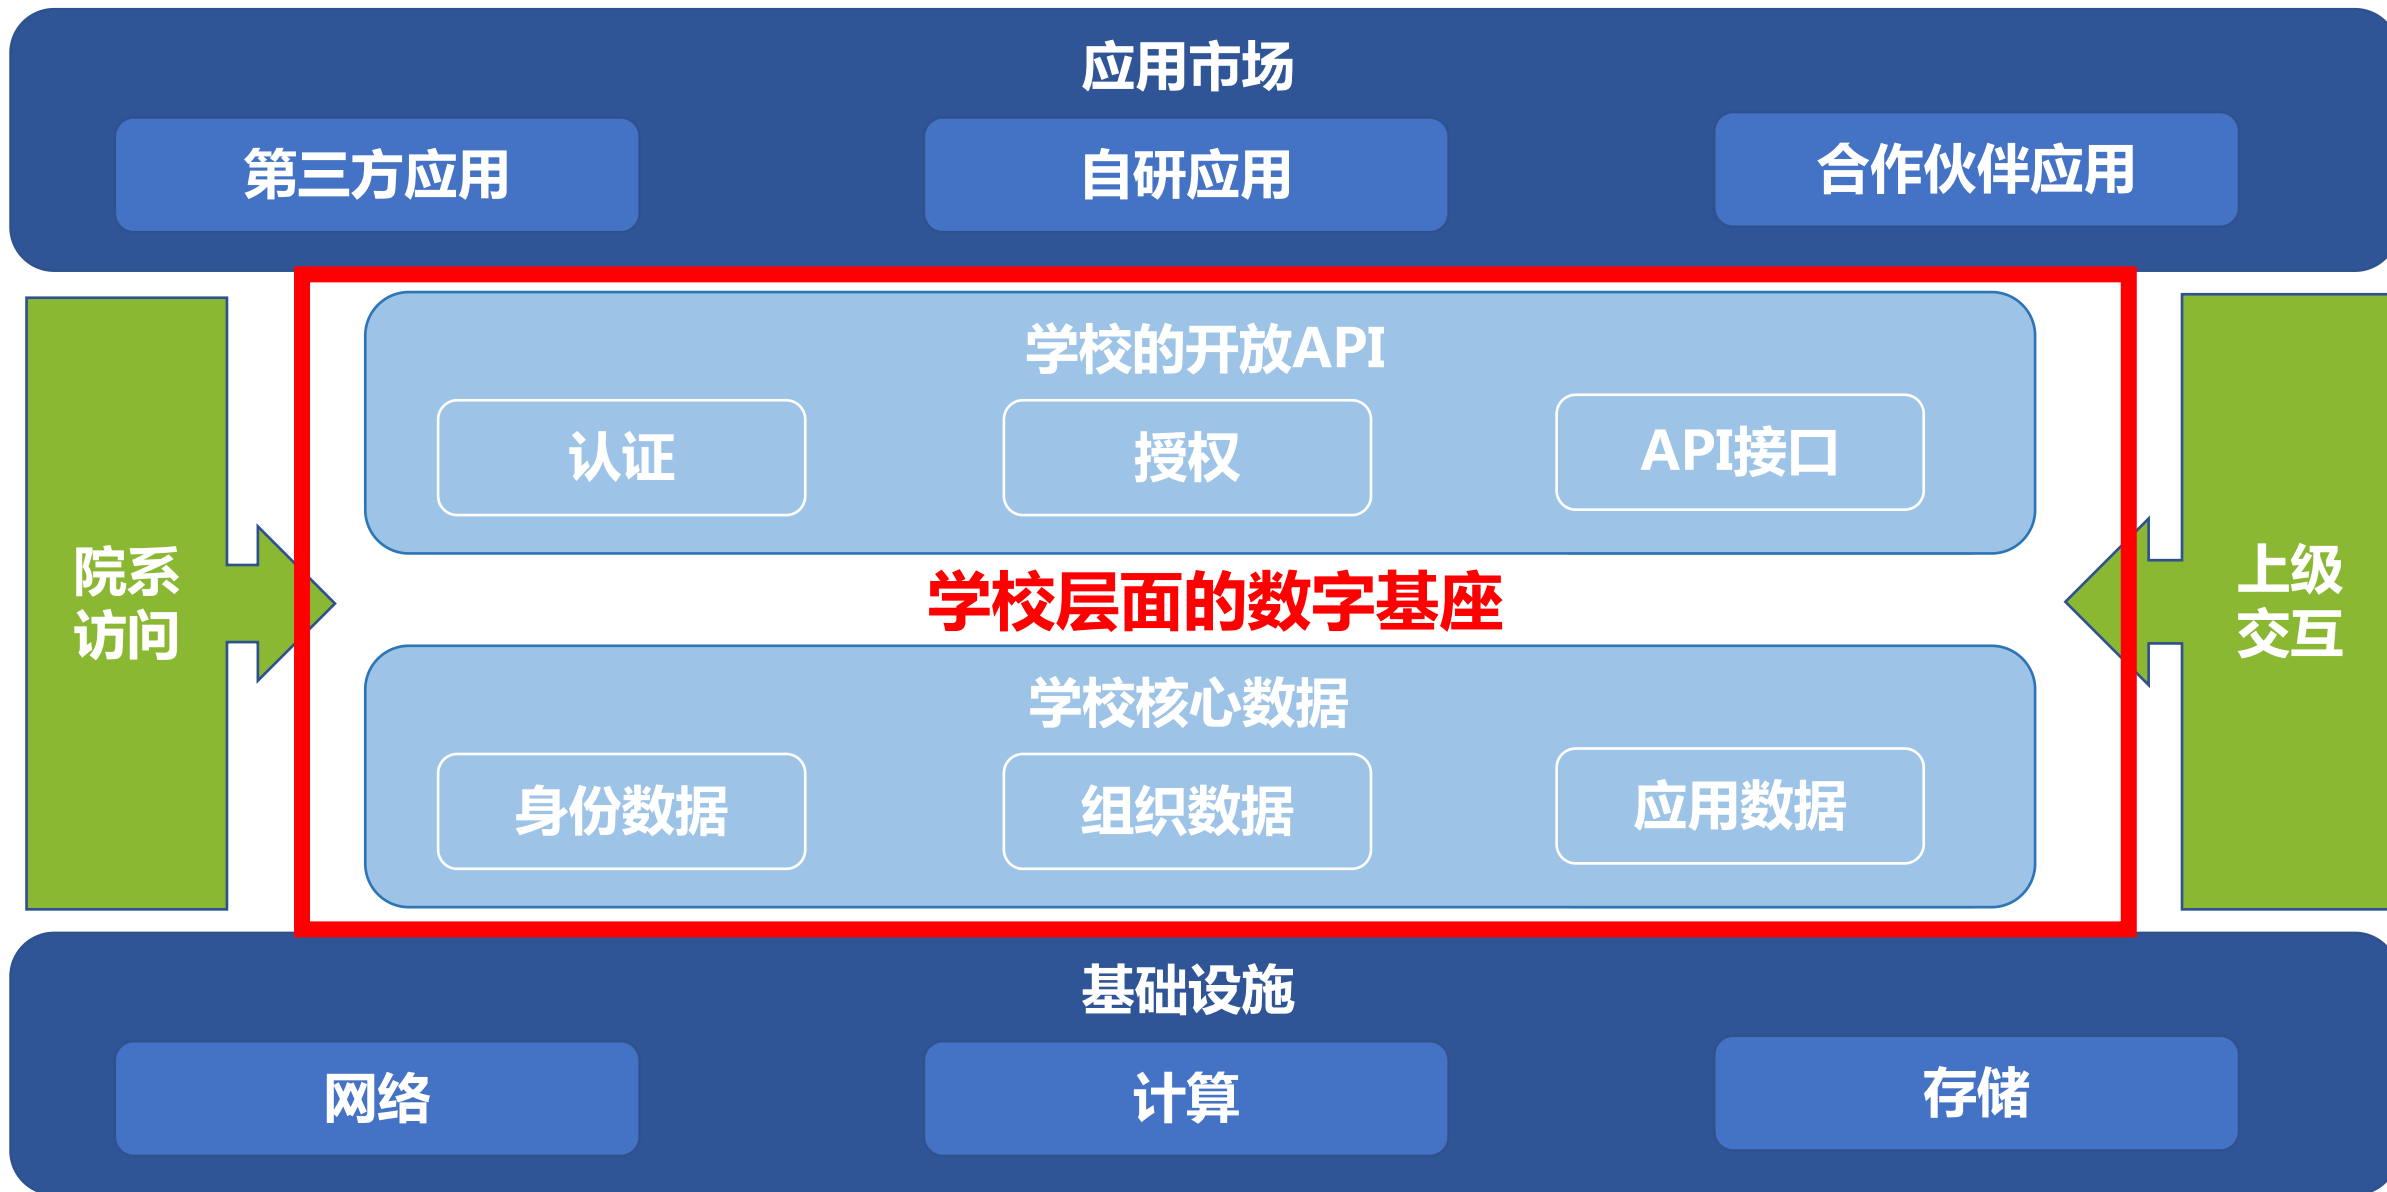 应用市场
第三方应用
自研应用
合作伙伴应用
学校的开放API
认证
授权
API接口
院系
访问
学校层面的数字基座
上级
交互
学校核心数据
身份数据
组织数据
应用数据
基础设施
网络
计算
存储